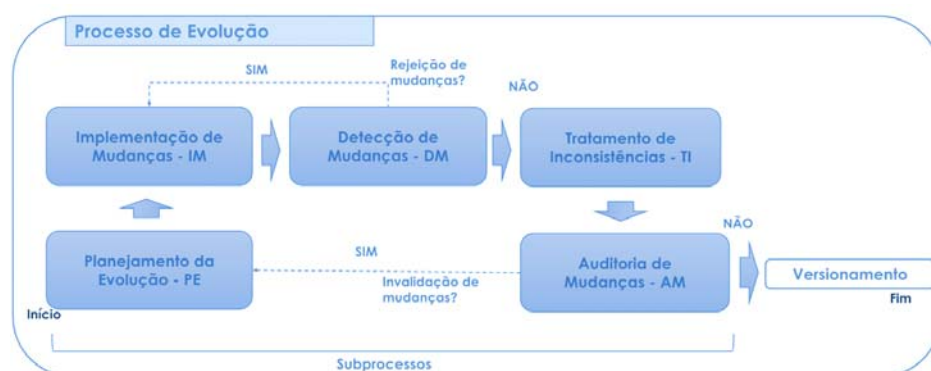 Processo de Evolução
SIM
Rejeição de
mudanças?
NÃO
Implementação de
Mudanças - IM
Detecção de
Mudanças - DM
Tratamento de
Inconsistências - TI
Planejamento da
Evolução - PE
SIM
Invalidação de
mudanças?
Auditoria de
Mudanças - AM
NÃO
Versionamento
Início
Fim
Subprocessos